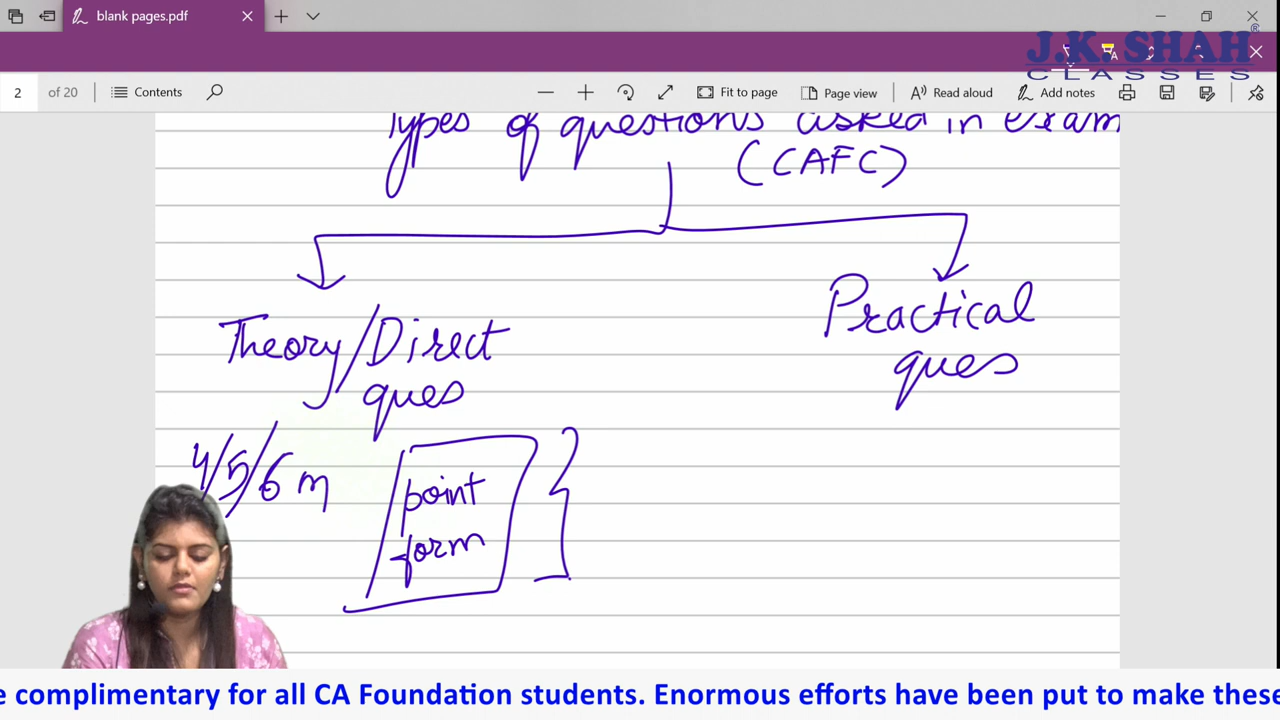 blank pages.pdf
J.K. SHAH®
CLASSES
2 of 20 Contents Fit to page Page view Read aloud Add notes
Types of questions asked in exam
(CAFC)
Theory/Direct
ques
Practical
ques
4/5/6 m
point
form
e complimentary for all CA Foundation students. Enormous efforts have been put to make these